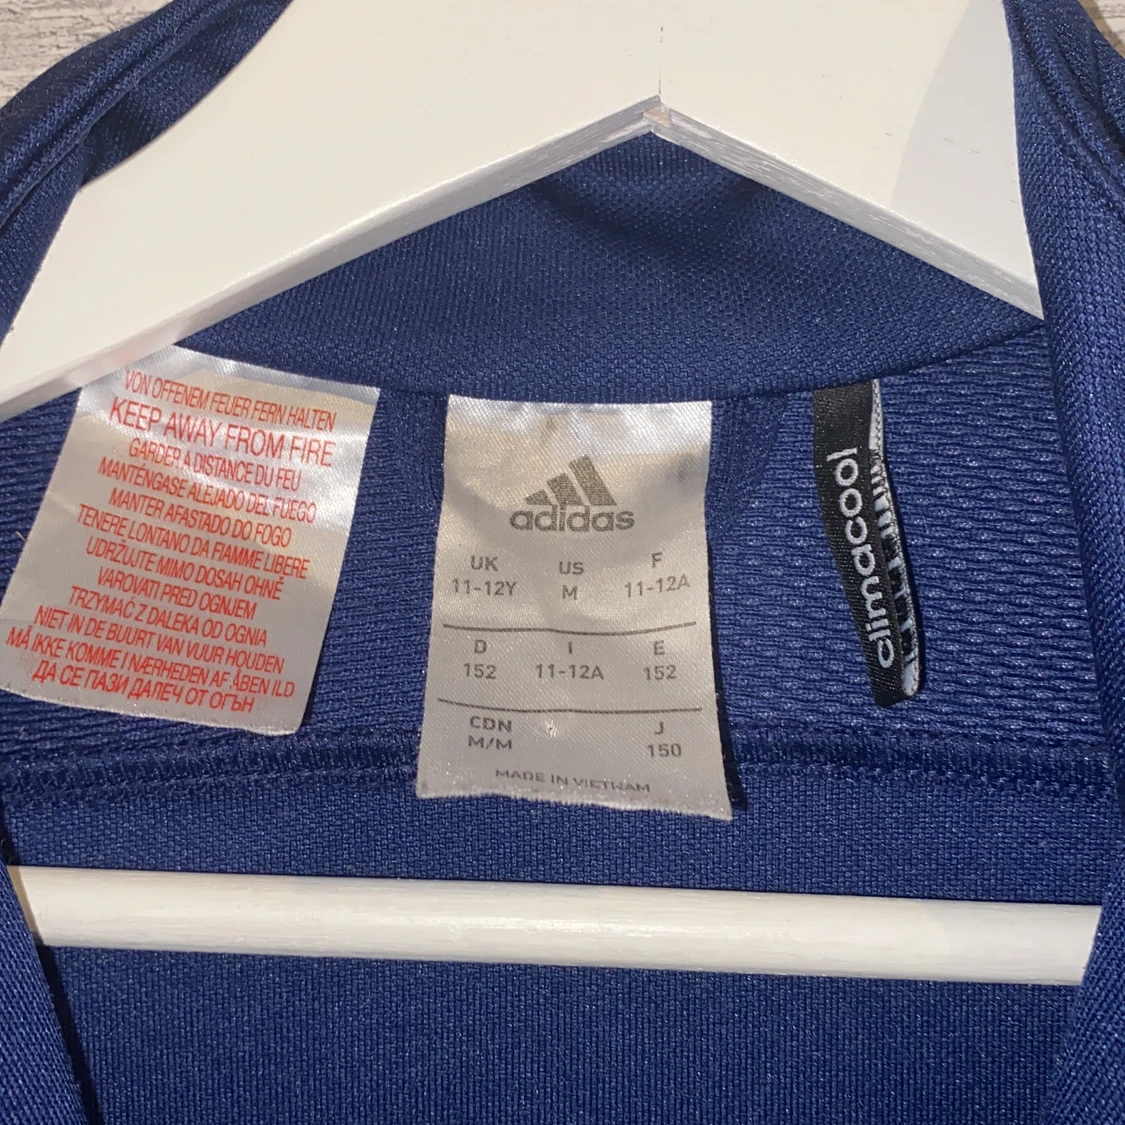 VON OFFENEM FEUER FERN HALTEN
KEEP AWAY FROM FIRE
GARDER A DISTANCE DU FEU
MANTÉNGASE ALEJADO DEL FUEGO
MANTER AFASTADO DO FOGO
TENERE LONTANO DA FIAMME LIBERE
UDRŽUJTE MIMO DOSAH OHNĚ
VAROVATI PRED OGNJEM
TRZYMAĆ Z DALEKA OD OGNIA
NIET IN DE BUURT VAN VUUR HOUDEN
MÅ IKKE KOMME I NÆRHEDEN AF ÅBEN ILD
ДА СЕ ПАЗИ ДАЛЕЧ ОТ ОГЪН
adidas
UK US F
11-12Y M 11-12A
D I E
152 11-12A 152
CDN J
M/M 150
MADE IN VIETNAM
climacool